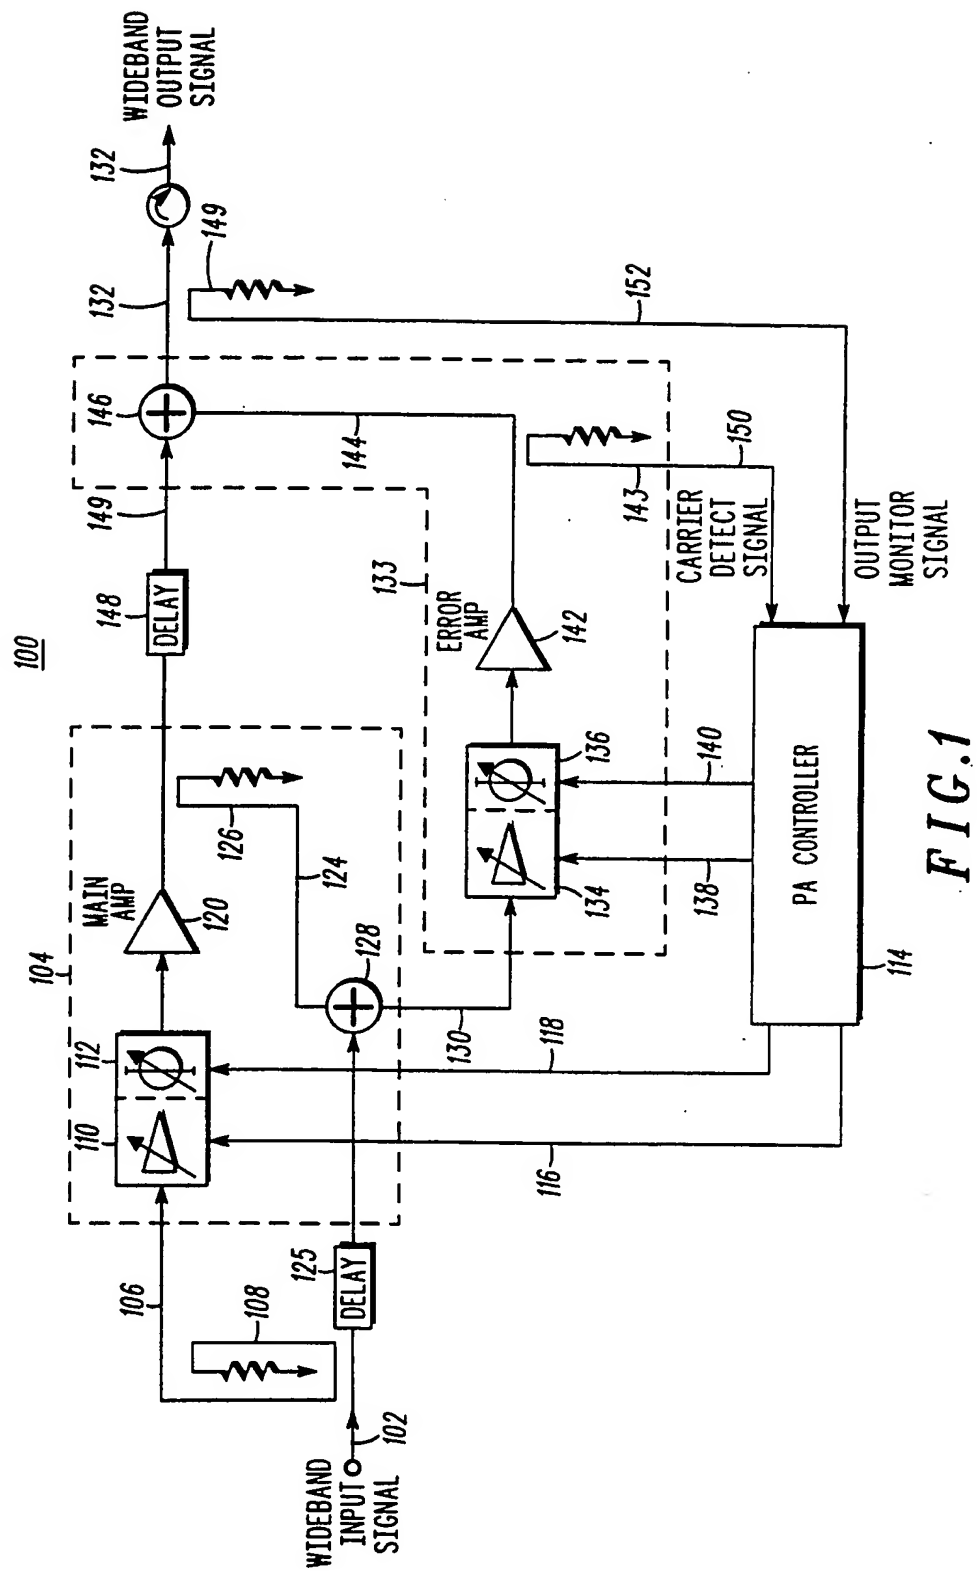 100
WIDEBAND
INPUT
SIGNAL
102
108
106
DELAY
125
104
110
112
MAIN
AMP
120
126
124
128
130
118
116
DELAY
148
149
146
132
132
WIDEBAND
OUTPUT
SIGNAL
149
152
133
144
ERROR
AMP
142
143
150
CARRIER
DETECT
SIGNAL
OUTPUT
MONITOR
SIGNAL
134
136
138
140
PA CONTROLLER
114
FIG.1